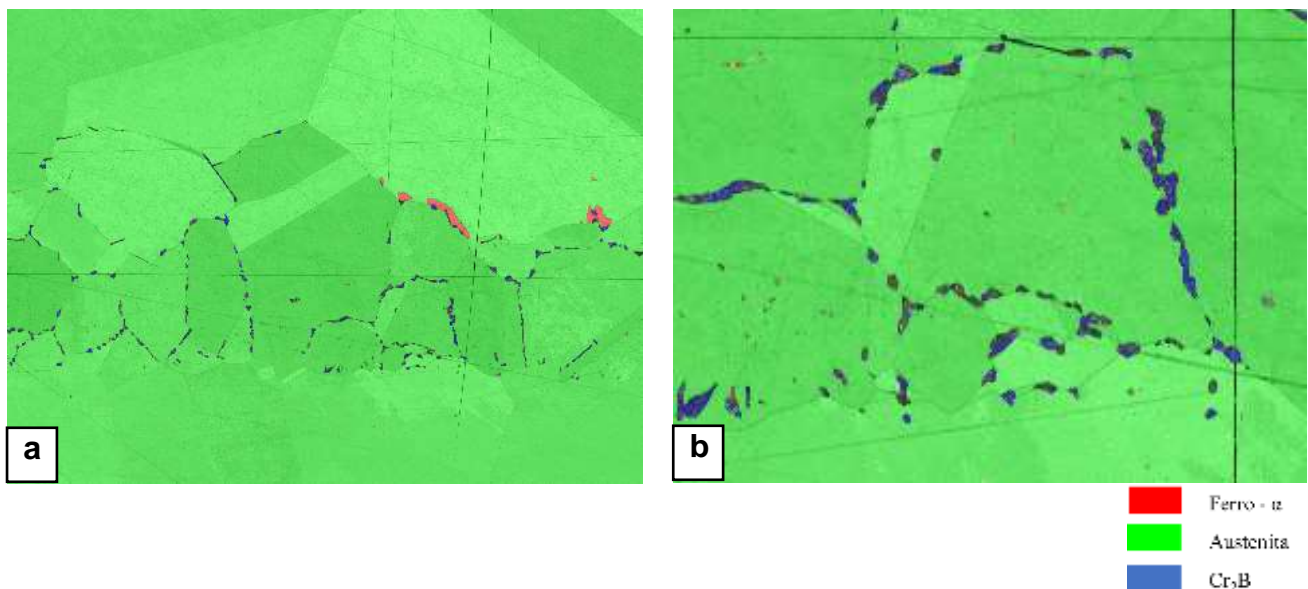 a
b
Ferro - α
Austenita
Cr₂B